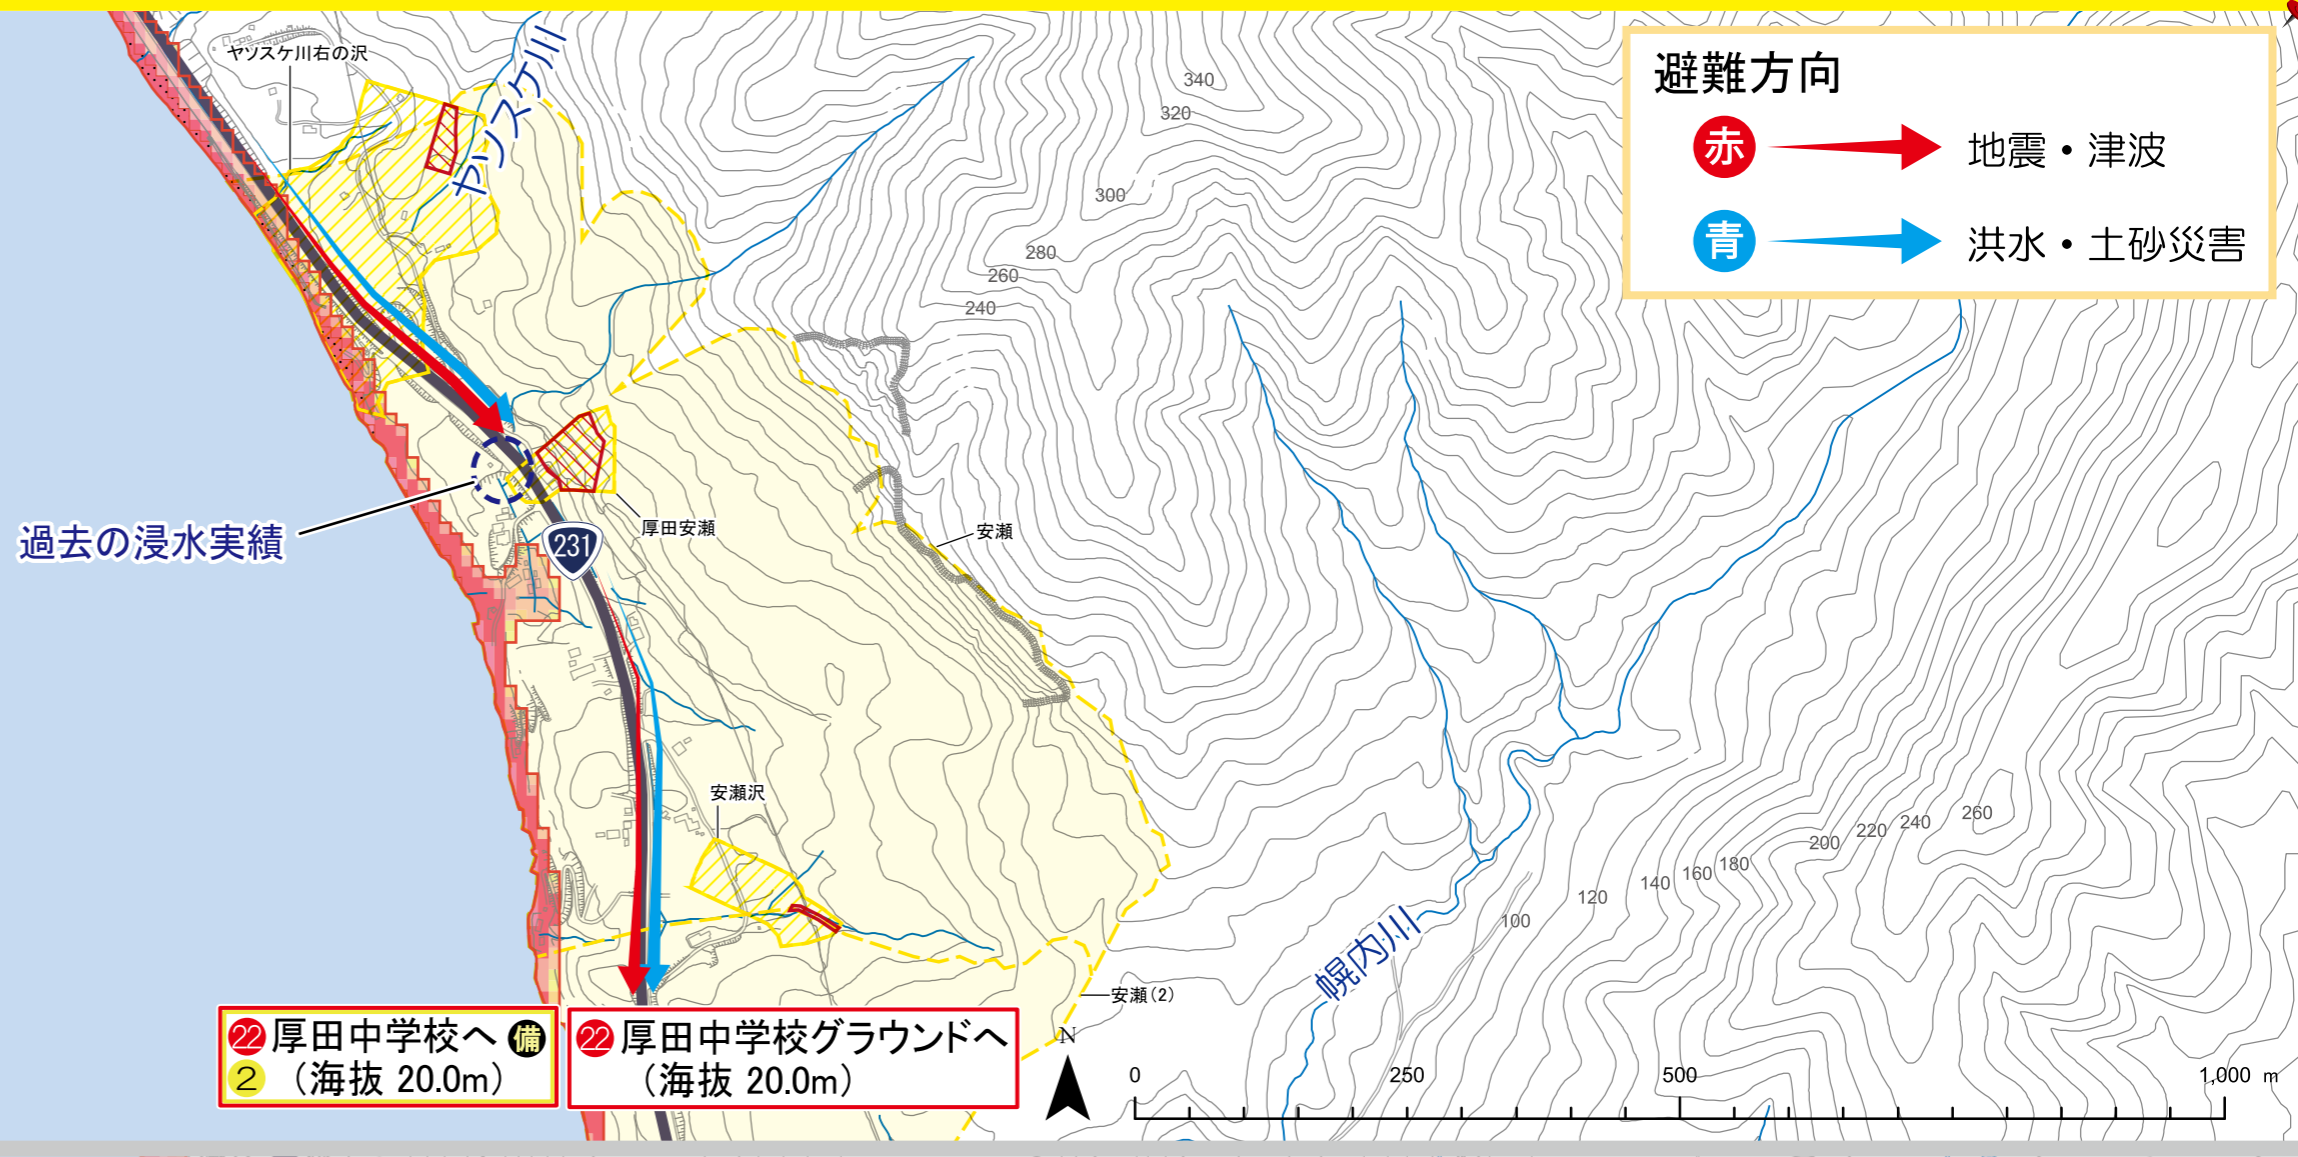 避難方向
赤 地震・津波
青 洪水・土砂災害
ヤソスケ川右の沢
ヤソスケ川
340
320
300
280
260
240
過去の浸水実績
231
厚田安瀬
安瀬
安瀬沢
260
240
220
200
180
160
140
120
100
幌内川
安瀬(2)
22 厚田中学校へ 備
2 (海抜 20.0m)
22 厚田中学校グラウンドへ
(海抜 20.0m)
N
0 250 500 1,000 m